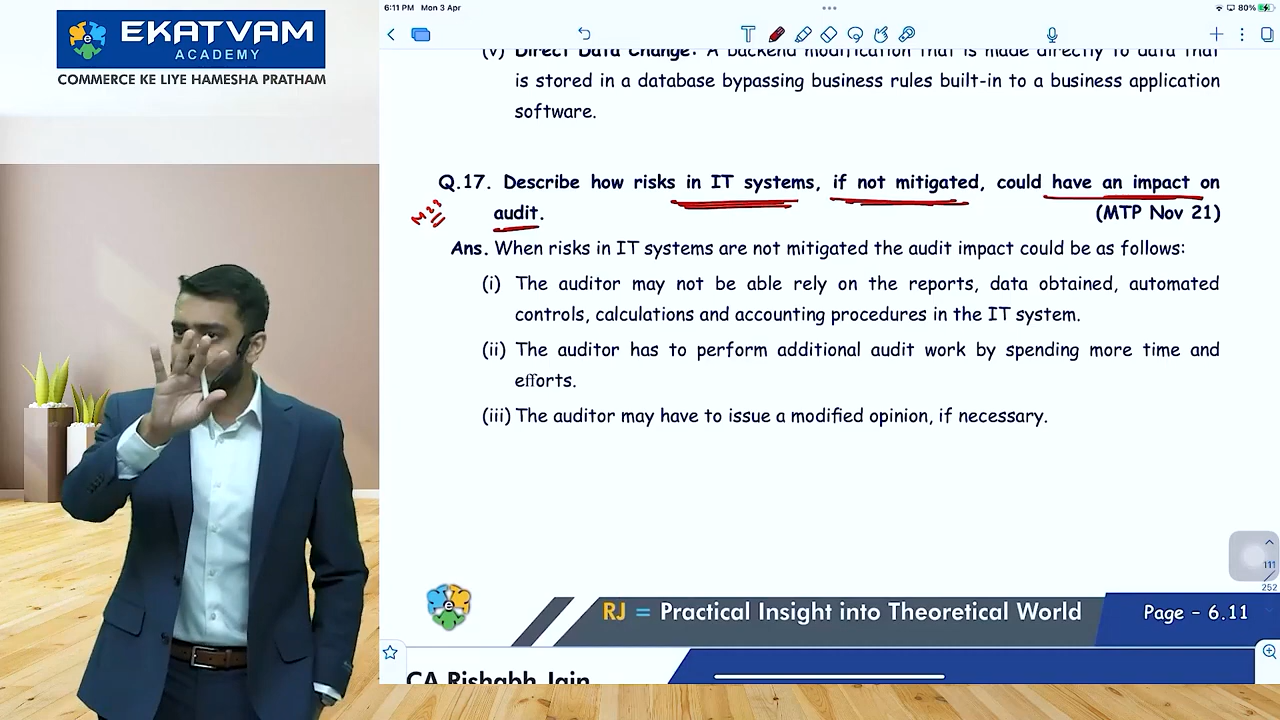 EKATVAM
ACADEMY
COMMERCE KE LIYE HAMESHA PRATHAM
6:11 PM Mon 3 Apr
80%
(v) Direct Data Change: A backend modification that is made directly to data that
is stored in a database bypassing business rules built-in to a business application
software.
Q.17. Describe how risks in IT systems, if not mitigated, could have an impact on
audit. (MTP Nov 21)
Ans. When risks in IT systems are not mitigated the audit impact could be as follows:
(i) The auditor may not be able rely on the reports, data obtained, automated
controls, calculations and accounting procedures in the IT system.
(ii) The auditor has to perform additional audit work by spending more time and
efforts.
(iii) The auditor may have to issue a modified opinion, if necessary.
111
252
RJ = Practical Insight into Theoretical World
Page - 6.11
CA Rishabh Jain